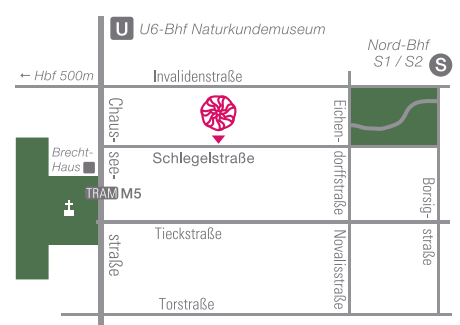 U U6-Bhf Naturkundemuseum
Nord-Bhf
S1 / S2 S
← Hbf 500m
Invalidenstraße
Chaus-
see-
straße
Eichen-
dorffstraße
Brecht-
Haus
Schlegelstraße
TRAM M5
Borsig-
straße
Tieckstraße
Novalisstraße
Torstraße